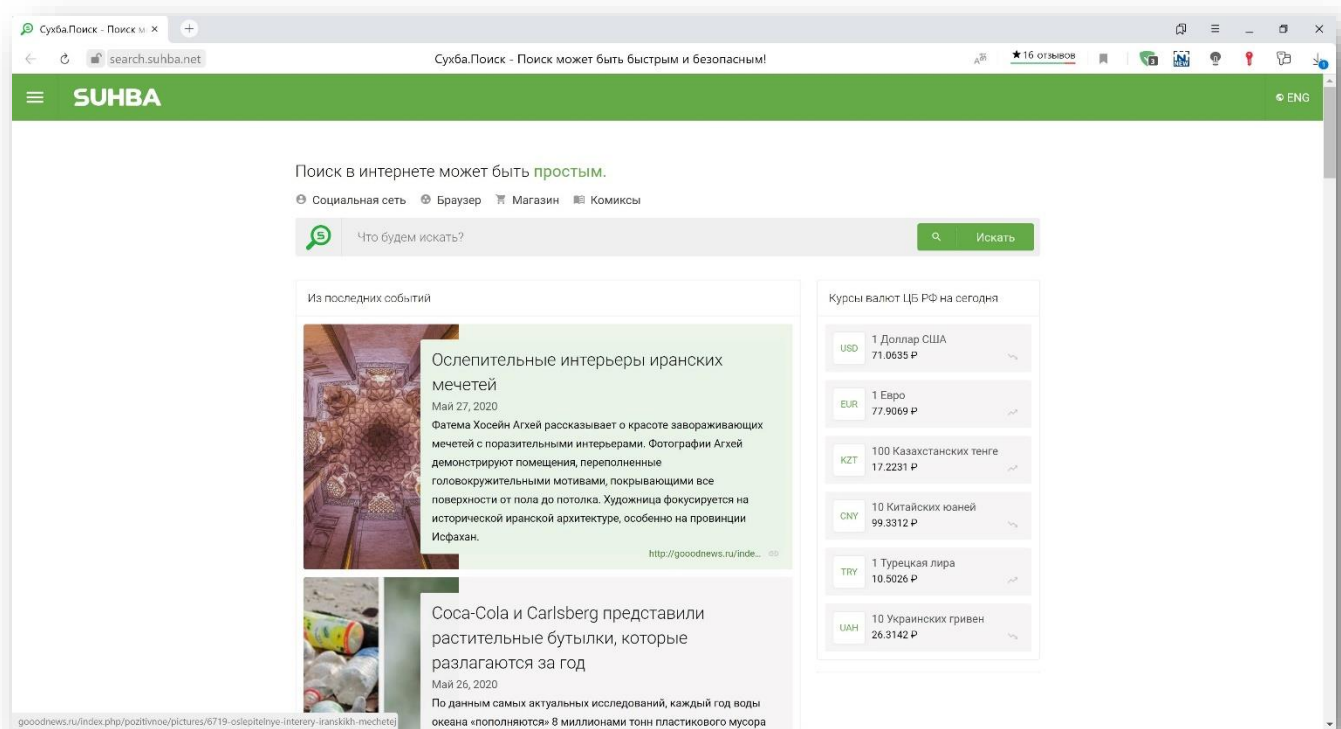 Сухба.Поиск - Поиск м
search.suhba.net
Сухба.Поиск - Поиск может быть быстрым и безопасным!
★16 отзывов
3
NEW
SUHBA
ENG
Поиск в интернете может быть простым.
Социальная сеть Браузер Магазин Комиксы
S
Что будем искать?
Искать
Из последних событий
Ослепительные интерьеры иранских
мечетей
Май 27, 2020
Фатема Хосейн Агхей рассказывает о красоте завораживающих
мечетей с поразительными интерьерами. Фотографии Агхей
демонстрируют помещения, переполненные
головокружительными мотивами, покрывающими все
поверхности от пола до потолка. Художница фокусируется на
исторической иранской архитектуре, особенно на провинции
Исфахан.
http://gooodnews.ru/inde...
Coca-Cola и Carlsberg представили
растительные бутылки, которые
разлагаются за год
Май 26, 2020
По данным самых актуальных исследований, каждый год воды
океана «пополняются» 8 миллионами тонн пластикового мусора
Курсы валют ЦБ РФ на сегодня
USD
1 Доллар США
71.0635 ₽
EUR
1 Евро
77.9069 ₽
KZT
100 Казахстанских тенге
17.2231 ₽
CNY
10 Китайских юаней
99.3312 ₽
TRY
1 Турецкая лира
10.5026 ₽
UAH
10 Украинских гривен
26.3142 ₽
gooodnews.ru/index.php/pozitivnoe/pictures/6719-oslepitelnye-interery-iranskikh-mechetej